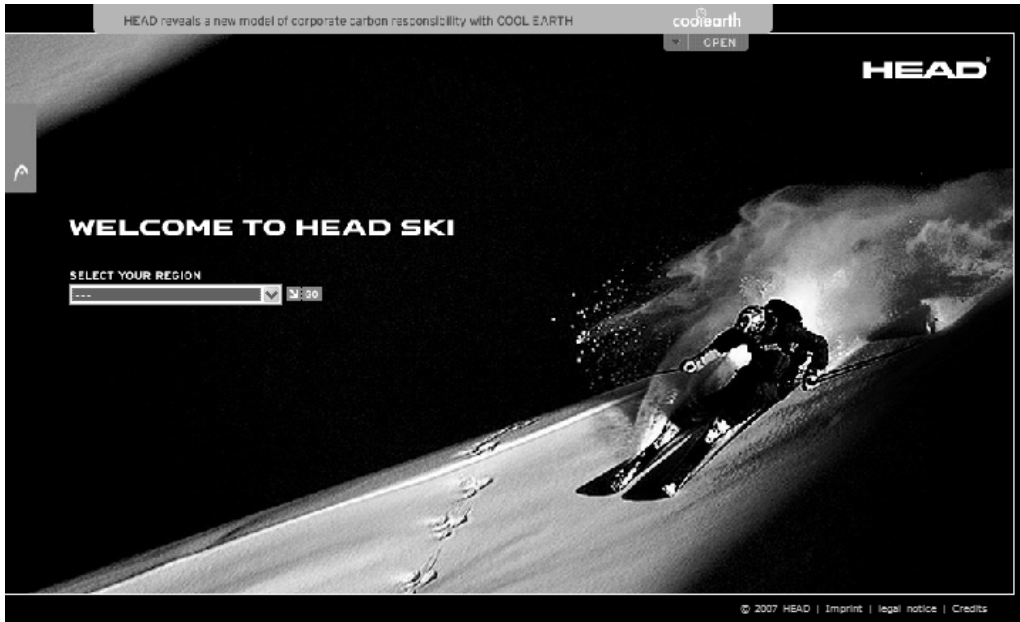 HEAD reveals a new model of corporate carbon responsibility with COOL EARTH
coolearth
OPEN
HEAD
WELCOME TO HEAD SKI
SELECT YOUR REGION
---
GO
© 2007 HEAD | Imprint | legal notice | Credits